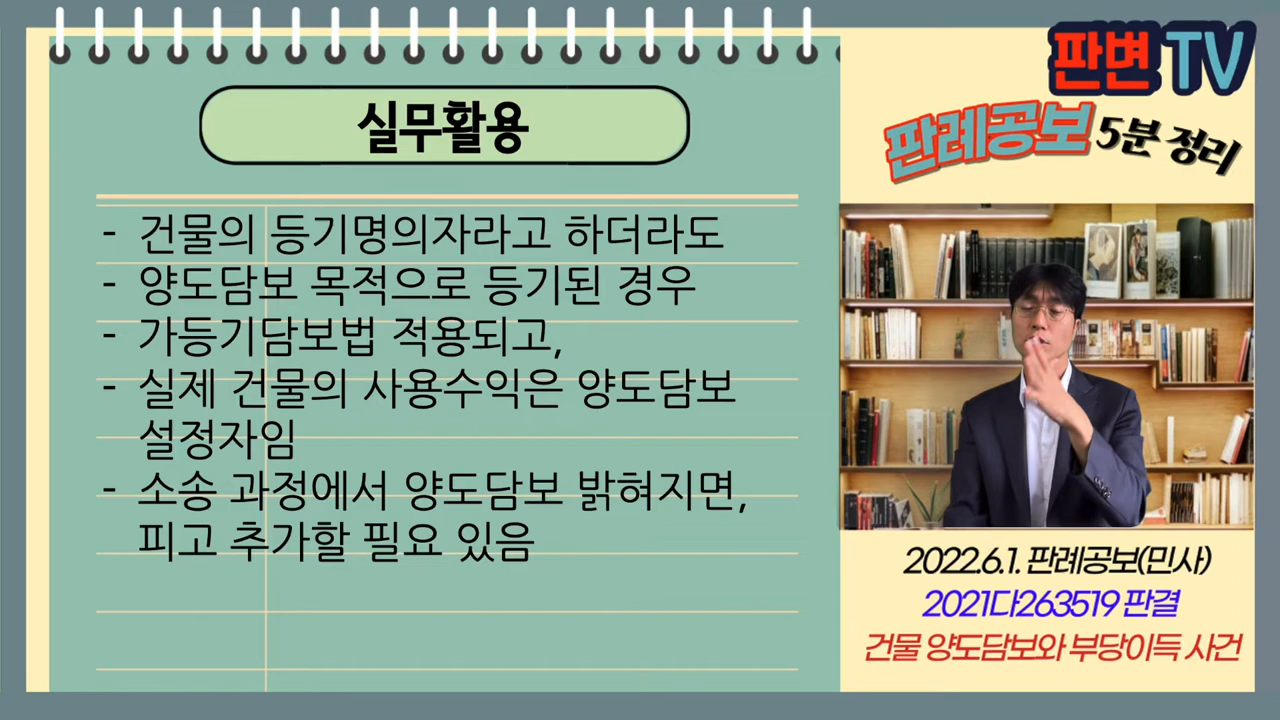 실무활용
- 건물의 등기명의자라고 하더라도
- 양도담보 목적으로 등기된 경우
- 가등기담보법 적용되고,
- 실제 건물의 사용수익은 양도담보
설정자임
- 소송 과정에서 양도담보 밝혀지면,
피고 추가할 필요 있음
판변 TV
판례공보 5분 정리
2022.6.1. 판례공보(민사)
2021다263519 판결
건물 양도담보와 부당이득 사건